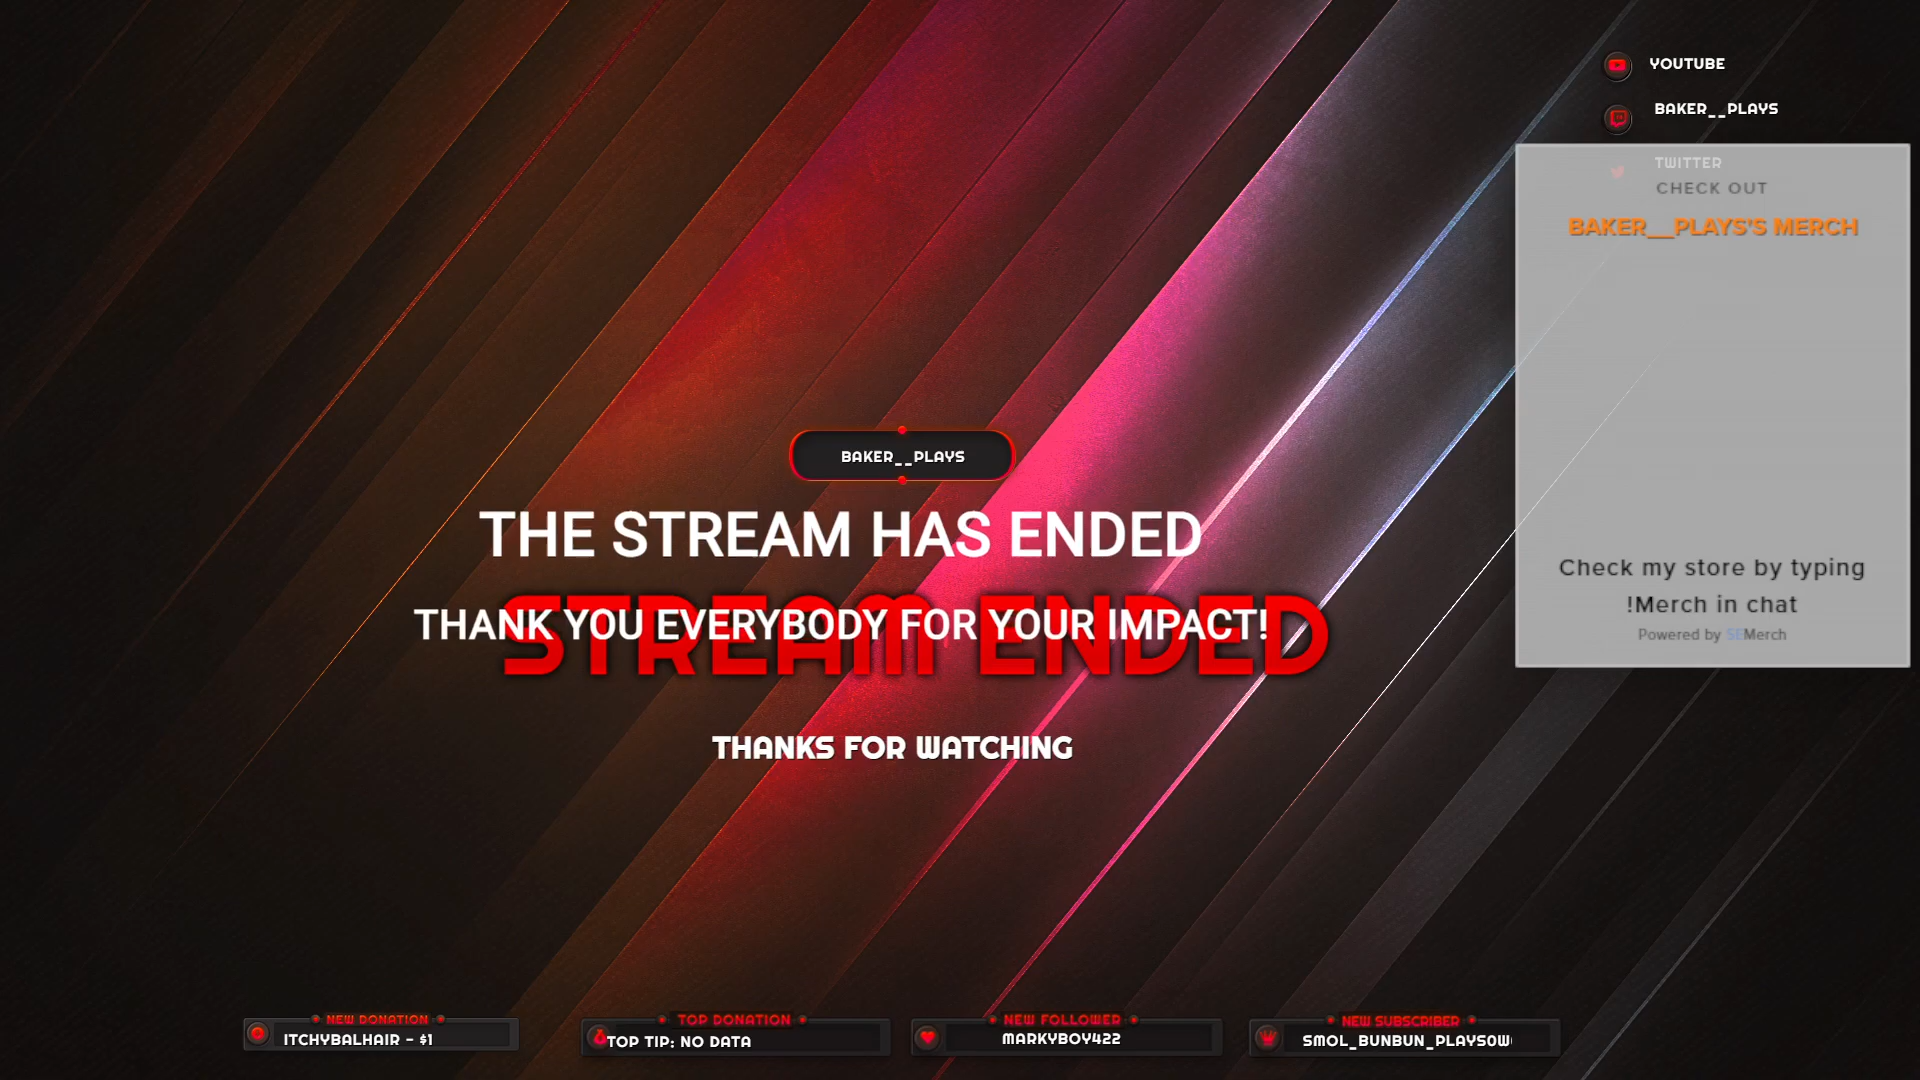 YOUTUBE
BAKER__PLAYS
TWITTER
CHECK OUT
BAKER__PLAYS'S MERCH
Check my store by typing
!Merch in chat
Powered by SEMerch
BAKER__PLAYS
THE STREAM HAS ENDED
THANK YOU EVERYBODY FOR YOUR IMPACT!
STREAM ENDED
THANKS FOR WATCHING
NEW DONATION
ITCHYBALHAIR - $1
TOP DONATION
TOP TIP: NO DATA
NEW FOLLOWER
MARKYBOY422
NEW SUBSCRIBER
SMOL_BUNBUN_PLAYS0W